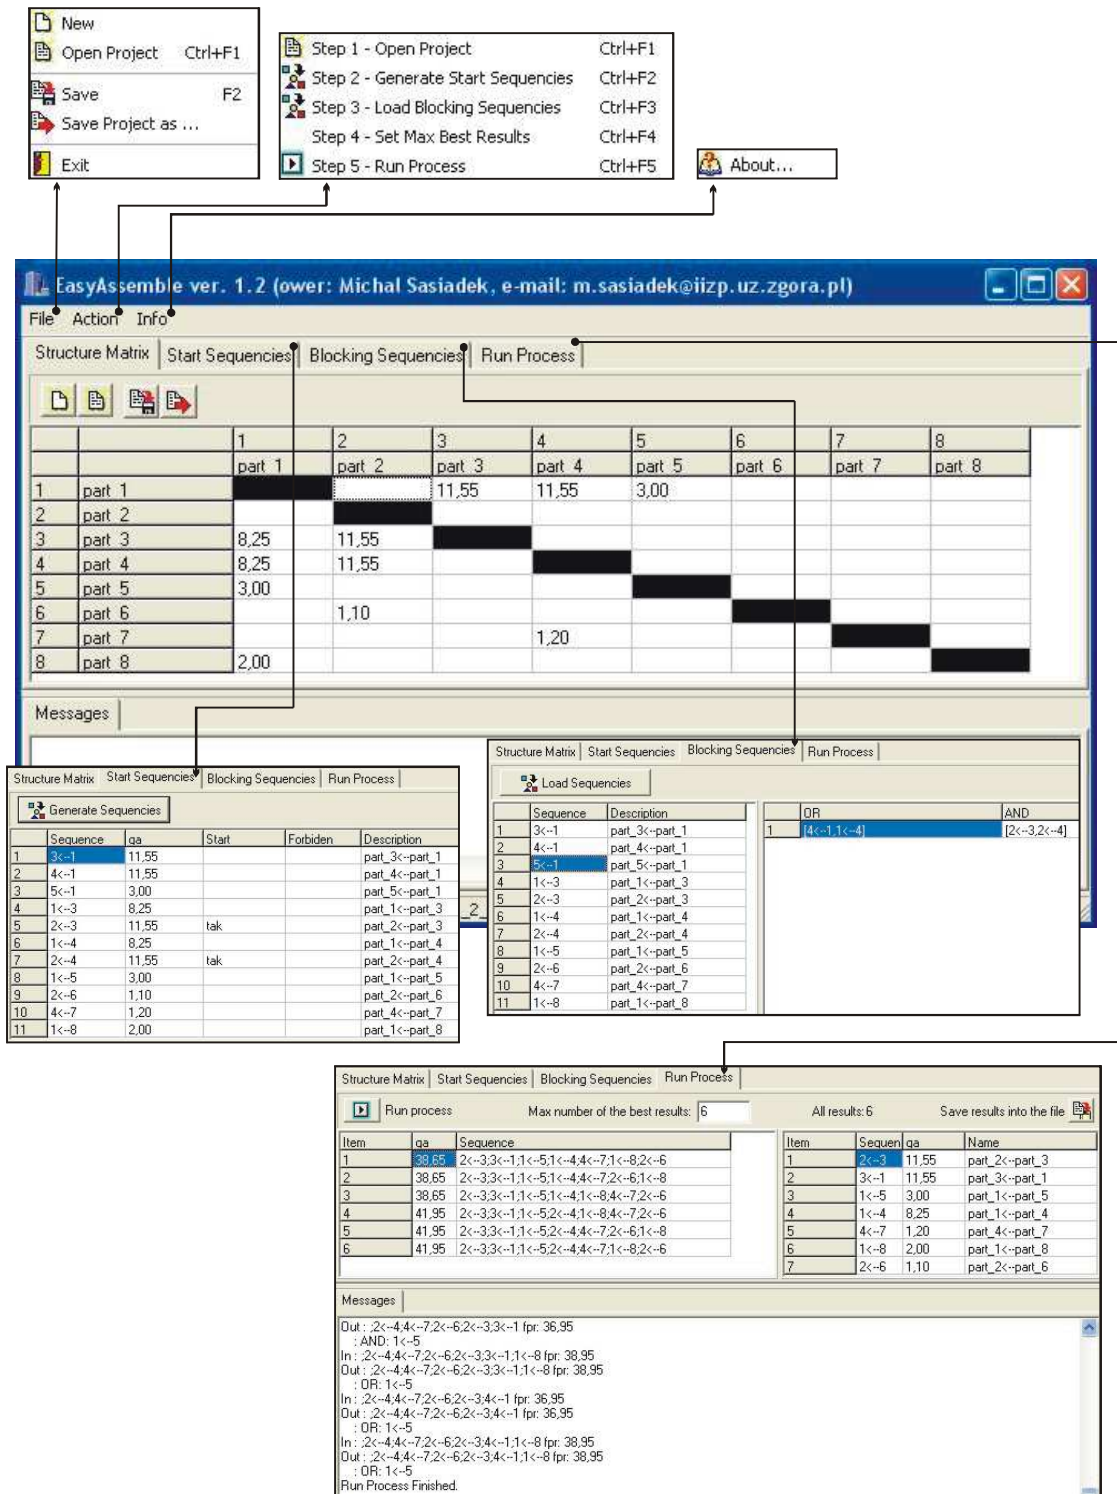 New
Open Project Ctrl+F1
Save F2
Save Project as ...
Exit
Step 1 - Open Project Ctrl+F1
Step 2 - Generate Start Sequencies Ctrl+F2
Step 3 - Load Blocking Sequencies Ctrl+F3
Step 4 - Set Max Best Results Ctrl+F4
Step 5 - Run Process Ctrl+F5
About...
EasyAssemble ver. 1.2 (ower: Michal Sasiadek, e-mail: m.sasiadek@iizp.uz.zgora.pl)
File Action Info
Structure Matrix Start Sequencies Blocking Sequencies Run Process
1 2 3 4 5 6 7 8
part 1 part 2 part 3 part 4 part 5 part 6 part 7 part 8
1 part 1 11,55 11,55 3,00
2 part 2
3 part 3 8,25 11,55
4 part 4 8,25 11,55
5 part 5 3,00
6 part 6 1,10
7 part 7 1,20
8 part 8 2,00
Messages
Structure Matrix Start Sequencies Blocking Sequencies Run Process
Generate Sequencies
Sequence qa Start Forbiden Description
1 3<--1 11,55 part_3<--part_1
2 4<--1 11,55 part_4<--part_1
3 5<--1 3,00 part_5<--part_1
4 1<--3 8,25 part_1<--part_3
5 2<--3 11,55 tak part_2<--part_3
6 1<--4 8,25 part_1<--part_4
7 2<--4 11,55 tak part_2<--part_4
8 1<--5 3,00 part_1<--part_5
9 2<--6 1,10 part_2<--part_6
10 4<--7 1,20 part_4<--part_7
11 1<--8 2,00 part_1<--part_8
_2_
Structure Matrix Start Sequencies Blocking Sequencies Run Process
Load Sequencies
Sequence Description
1 3<--1 part_3<--part_1
2 4<--1 part_4<--part_1
3 5<--1 part_5<--part_1
4 1<--3 part_1<--part_3
5 2<--3 part_2<--part_3
6 1<--4 part_1<--part_4
7 2<--4 part_2<--part_4
8 1<--5 part_1<--part_5
9 2<--6 part_2<--part_6
10 4<--7 part_4<--part_7
11 1<--8 part_1<--part_8
OR AND
1 [4<--1,1<--4] [2<--3,2<--4]
Structure Matrix Start Sequencies Blocking Sequencies Run Process
Run process Max number of the best results: 6 All results: 6 Save results into the file
Item qa Sequence
1 38,65 2<--3;3<--1;1<--5;1<--4;4<--7;1<--8;2<--6
2 38,65 2<--3;3<--1;1<--5;1<--4;4<--7;2<--6;1<--8
3 38,65 2<--3;3<--1;1<--5;1<--4;1<--8;4<--7;2<--6
4 41,95 2<--3;3<--1;1<--5;2<--4;1<--8;4<--7;2<--6
5 41,95 2<--3;3<--1;1<--5;2<--4;4<--7;2<--6;1<--8
6 41,95 2<--3;3<--1;1<--5;2<--4;4<--7;1<--8;2<--6
Item Sequen qa Name
1 2<--3 11,55 part_2<--part_3
2 3<--1 11,55 part_3<--part_1
3 1<--5 3,00 part_1<--part_5
4 1<--4 8,25 part_1<--part_4
5 4<--7 1,20 part_4<--part_7
6 1<--8 2,00 part_1<--part_8
7 2<--6 1,10 part_2<--part_6
Messages
Out : ;2<--4;4<--7;2<--6;2<--3;3<--1 fpr: 36,95
: AND: 1<--5
In : ;2<--4;4<--7;2<--6;2<--3;3<--1;1<--8 fpr: 38,95
Out : ;2<--4;4<--7;2<--6;2<--3;3<--1;1<--8 fpr: 38,95
: OR: 1<--5
In : ;2<--4;4<--7;2<--6;2<--3;4<--1 fpr: 36,95
Out : ;2<--4;4<--7;2<--6;2<--3;4<--1 fpr: 36,95
: OR: 1<--5
In : ;2<--4;4<--7;2<--6;2<--3;4<--1;1<--8 fpr: 38,95
Out : ;2<--4;4<--7;2<--6;2<--3;4<--1;1<--8 fpr: 38,95
: OR: 1<--5
Run Process Finished.